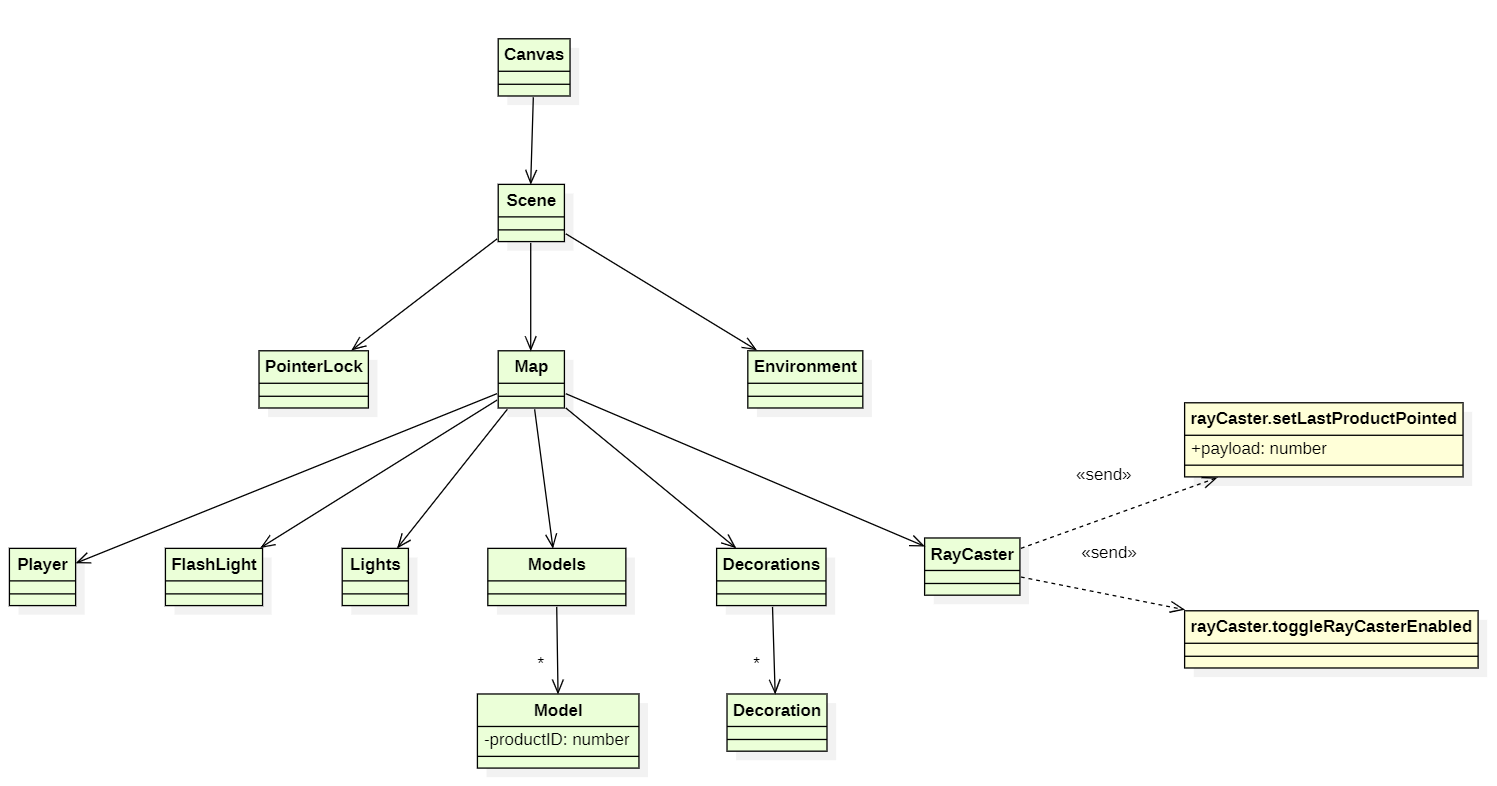 Canvas
Scene
PointerLock
Map
Environment
rayCaster.setLastProductPointed
+payload: number
«send»
«send»
Player
FlashLight
Lights
Models
Decorations
RayCaster
rayCaster.toggleRayCasterEnabled
*
*
Model
-productID: number
Decoration